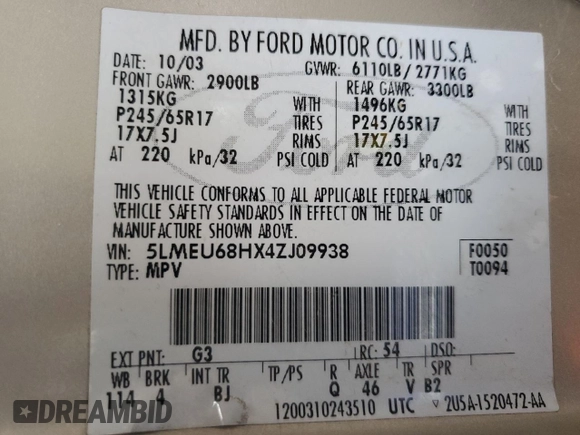 MFD. BY FORD MOTOR CO. IN U.S.A.
DATE: 10/03 GVWR: 6110LB/2771KG
FRONT GAWR: 2900LB REAR GAWR: 3300LB
1315KG WITH 1496KG WITH
P245/65R17 TIRES P245/65R17 TIRES
17X7.5J RIMS 17X7.5J RIMS
AT 220 kPa/32 PSI COLD AT 220 kPa/32 PSI COLD
Ford
THIS VEHICLE CONFORMS TO ALL APPLICABLE FEDERAL MOTOR
VEHICLE SAFETY STANDARDS IN EFFECT ON THE DATE OF
MANUFACTURE SHOWN ABOVE.
VIN: 5LMEU68HX4ZJ09938 F0050
TYPE: MPV T0094
EXT PNT: G3 RC: 54 DSO:
WB BRK INT TR TP/PS R AXLE TR SPR
114 4 BJ Q 46 V B2
1200310243510 UTC 2U5A-1520472-AA
DREAMBID